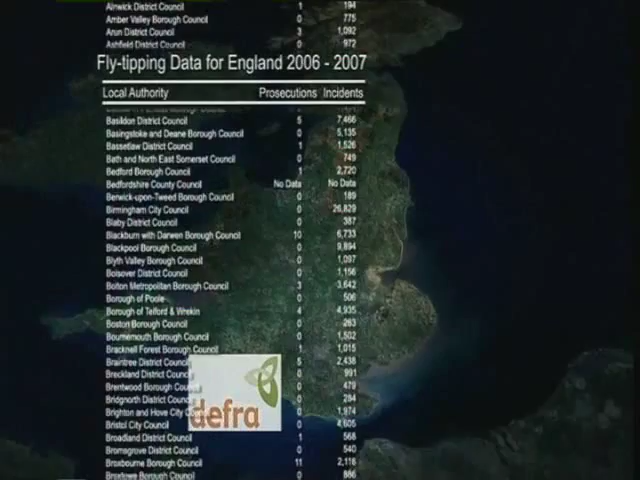 Alnwick District Council 1 194
Amber Valley Borough Council 0 775
Arun District Council 3 1,092
Ashfield District Council 0 972
Fly-tipping Data for England 2006 - 2007
Local Authority Prosecutions Incidents
Basildon District Council 5 7,466
Basingstoke and Deane Borough Council 0 5,135
Bassetlaw District Council 1 1,526
Bath and North East Somerset Council 0 749
Bedford Borough Council 1 2,720
Bedfordshire County Council No Data No Data
Berwick-upon-Tweed Borough Council 0 189
Birmingham City Council 0 26,829
Blaby District Council 0 387
Blackburn with Darwen Borough Council 10 6,733
Blackpool Borough Council 0 9,894
Blyth Valley Borough Council 0 1,097
Bolsover District Council 0 1,156
Bolton Metropolitan Borough Council 3 3,642
Borough of Poole 0 506
Borough of Telford & Wrekin 4 4,935
Boston Borough Council 0 263
Bournemouth Borough Council 0 1,502
Bracknell Forest Borough Council 1 1,015
Braintree District Council 5 2,438
Breckland District Council 0 991
Brentwood Borough 0 479
Bridgnorth District 0 284
Brighton and Hove City 0 1,974
Bristol City Council 0 4,605
Broadland District Council 1 568
Bromsgrove District Council 0 540
Broxbourne Borough Council 11 2,116
Broxtowe Borough Council 0 886
defra